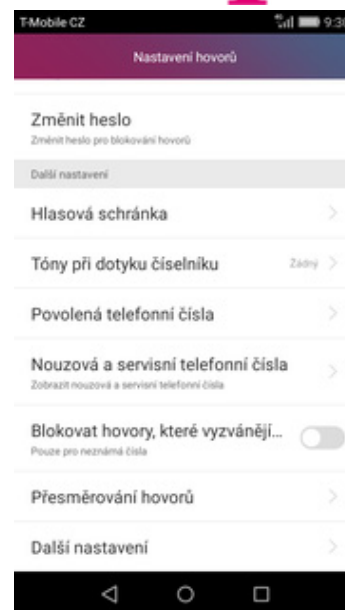 T-Mobile CZ 9:30
Nastavení hovorů
Změnit heslo
Změnit heslo pro blokování hovorů
Další nastavení
Hlasová schránka
Tóny při dotyku číselníku Žádný
Povolená telefonní čísla
Nouzová a servisní telefonní čísla
Zobrazit nouzová a servisní telefonní čísla
Blokovat hovory, které vyzvánějí...
Pouze pro neznámá čísla
Přesměrování hovorů
Další nastavení